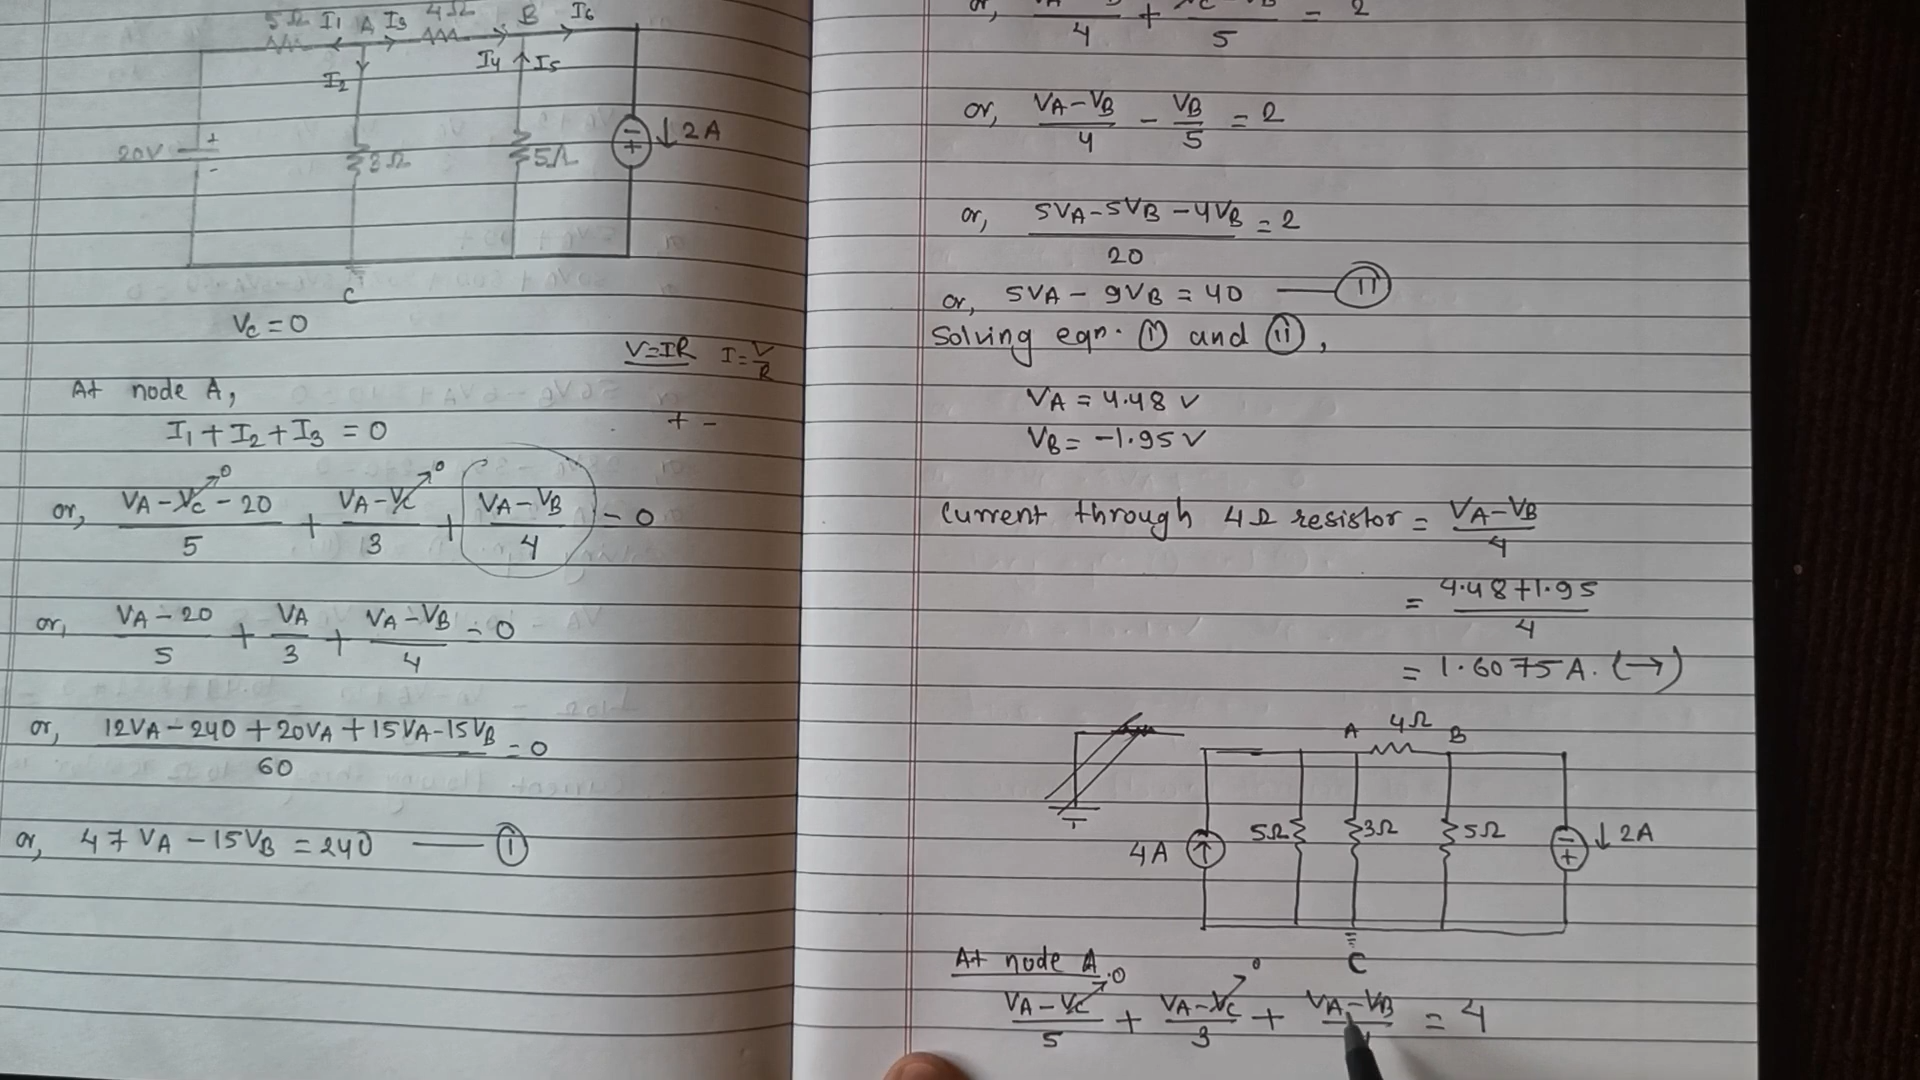 5Ω I1 A I3 4Ω B I6
I2 I4 I5
20V + - 3Ω 5Ω - + ↓2A
C
Vc = 0
V=IR I = V/R
At node A,
+ -
I1 + I2 + I3 = 0
or, (VA - Vc - 20)/5 + (VA - Vc)/3 + (VA - VB)/4 = 0
or, (VA - 20)/5 + VA/3 + (VA - VB)/4 = 0
or, (12VA - 240 + 20VA + 15VA - 15VB)/60 = 0
or, 47VA - 15VB = 240 — (I)
4 + 5 = 2
or, (VA - VB)/4 - VB/5 = 2
or, (5VA - 5VB - 4VB)/20 = 2
or, 5VA - 9VB = 40 — (II)
Solving eqn. (I) and (II),
VA = 4.48 V
VB = -1.95 V
Current through 4Ω resistor = (VA - VB)/4
= (4.48 + 1.95)/4
= 1.6075 A. (→)
A 4Ω B
4A ↑ 5Ω 3Ω 5Ω - + ↓2A
C
At node A
(VA - Vc)/5 + (VA - Vc)/3 + (VA - VB) = 4